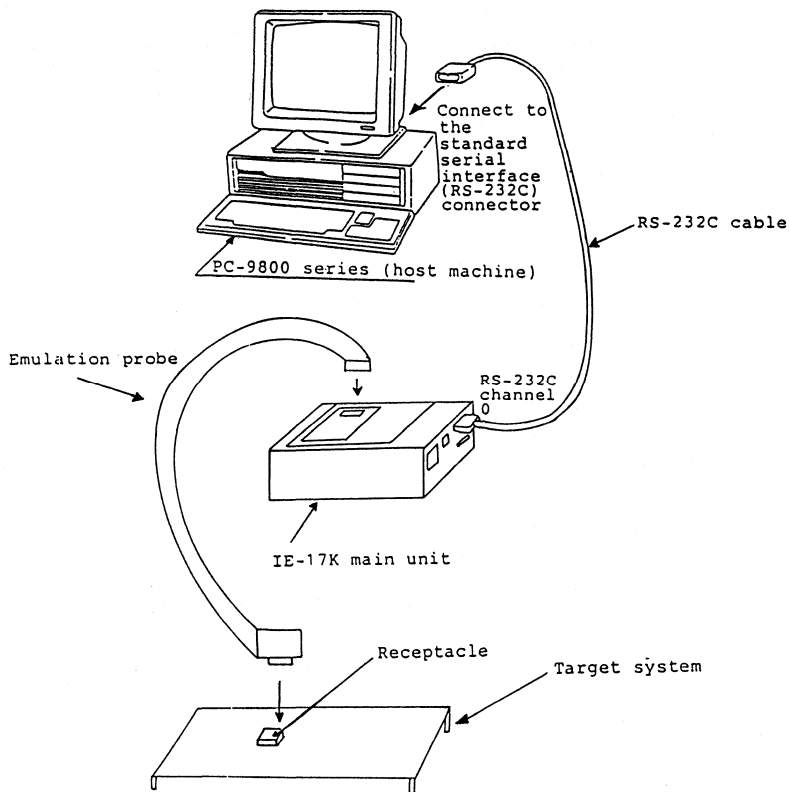 Connect to
the
standard
serial
interface
(RS-232C)
connector
RS-232C cable
PC-9800 series (host machine)
Emulation probe
RS-232C
channel
0
IE-17K main unit
Receptacle
Target system